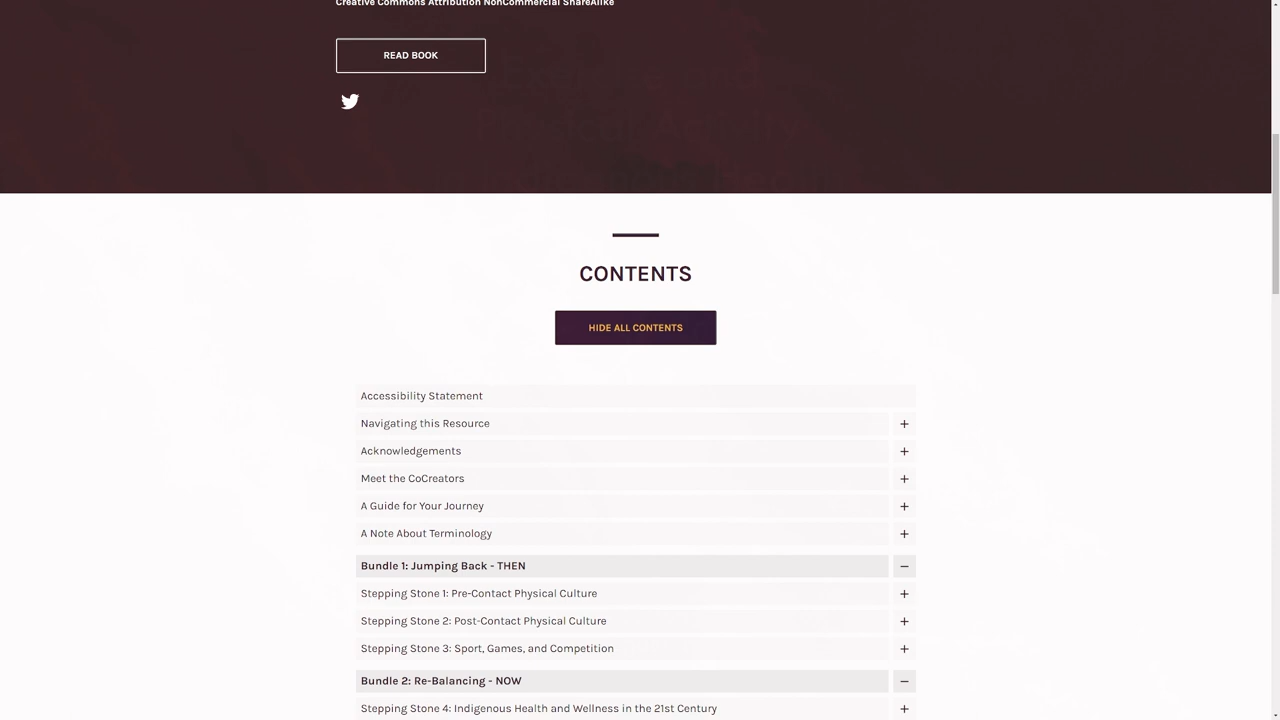 Creative Commons Attribution NonCommercial ShareAlike
READ BOOK
CONTENTS
HIDE ALL CONTENTS
Accessibility Statement
Navigating this Resource
Acknowledgements
Meet the CoCreators
A Guide for Your Journey
A Note About Terminology
Bundle 1: Jumping Back - THEN
Stepping Stone 1: Pre-Contact Physical Culture
Stepping Stone 2: Post-Contact Physical Culture
Stepping Stone 3: Sport, Games, and Competition
Bundle 2: Re-Balancing - NOW
Stepping Stone 4: Indigenous Health and Wellness in the 21st Century